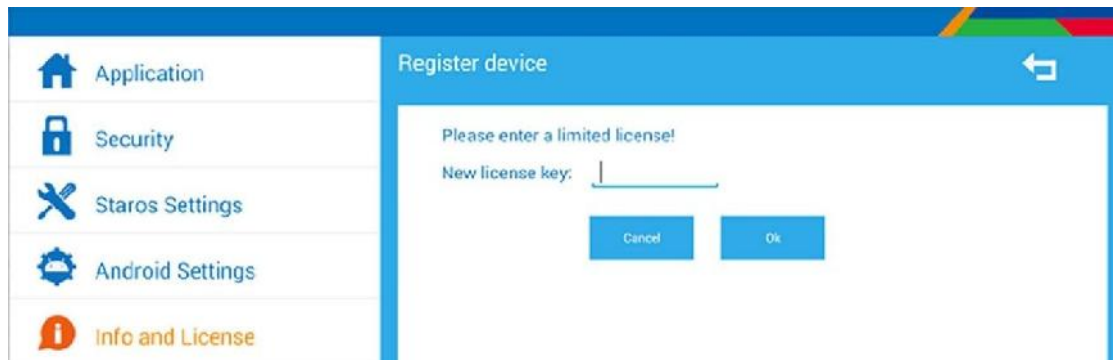 Application
Security
Staros Settings
Android Settings
Info and License
Register device
Please enter a limited license!
New license key:
Cancel Ok